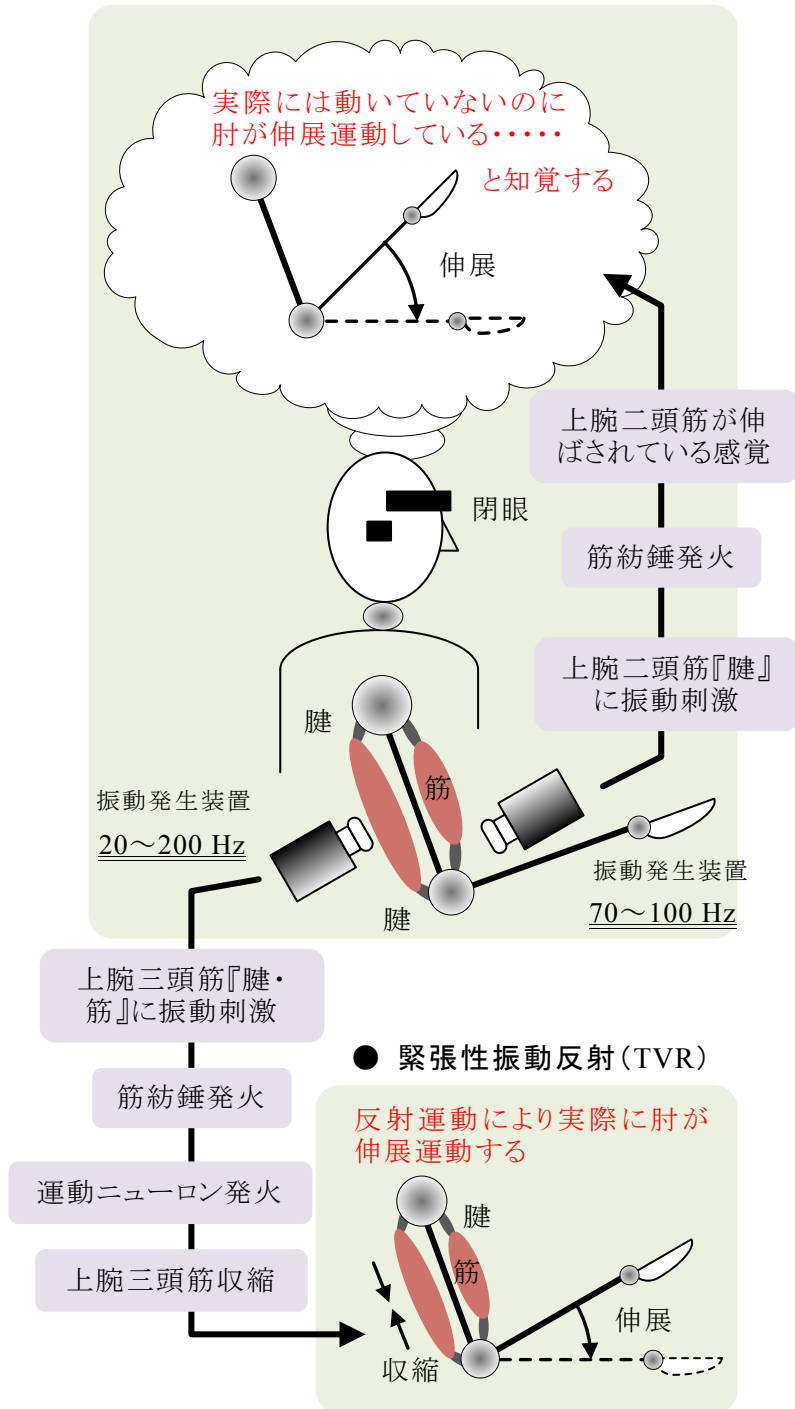 実際には動いていないのに
肘が伸展運動している・・・・・
と知覚する
伸展
上腕二頭筋が伸
ばされている感覚
閉眼
筋紡錘発火
上腕二頭筋『腱』
に振動刺激
腱
筋
振動発生装置
20～200 Hz
振動発生装置
70～100 Hz
腱
上腕三頭筋『腱・
筋』に振動刺激
● 緊張性振動反射（TVR）
筋紡錘発火
反射運動により実際に肘が
伸展運動する
運動ニューロン発火
腱
筋
上腕三頭筋収縮
伸展
収縮